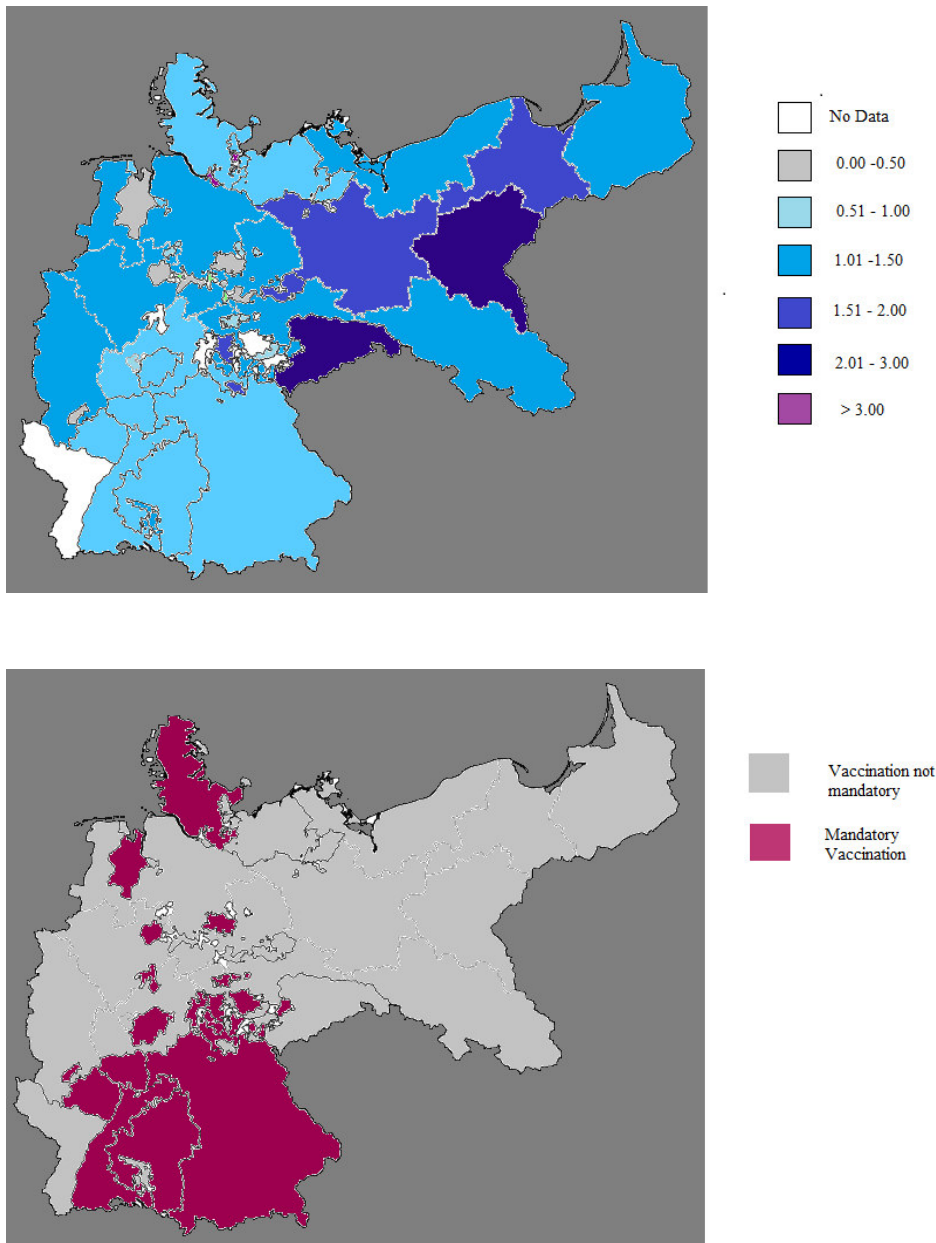 No Data
0.00 -0.50
0.51 - 1.00
1.01 -1.50
1.51 - 2.00
2.01 - 3.00
> 3.00
Vaccination not
mandatory
Mandatory
Vaccination